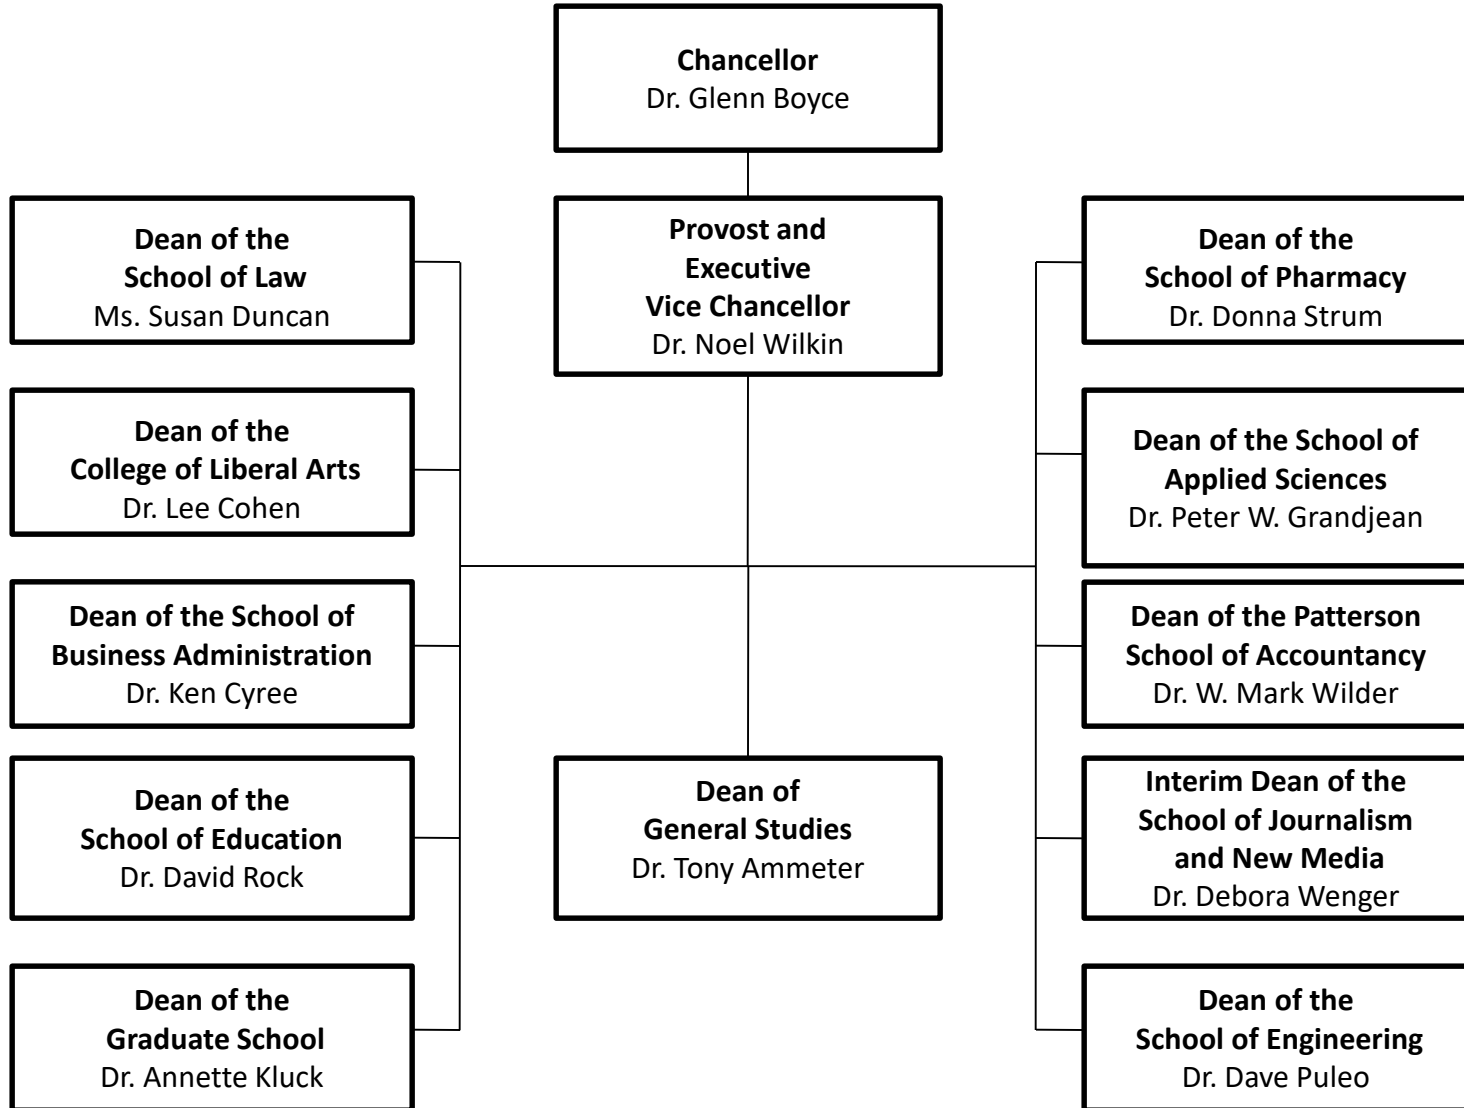 Chancellor
Dr. Glenn Boyce
Dean of the
School of Law
Ms. Susan Duncan
Provost and
Executive
Vice Chancellor
Dr. Noel Wilkin
Dean of the
School of Pharmacy
Dr. Donna Strum
Dean of the
College of Liberal Arts
Dr. Lee Cohen
Dean of the School of
Applied Sciences
Dr. Peter W. Grandjean
Dean of the School of
Business Administration
Dr. Ken Cyree
Dean of the Patterson
School of Accountancy
Dr. W. Mark Wilder
Dean of the
School of Education
Dr. David Rock
Dean of
General Studies
Dr. Tony Ammeter
Interim Dean of the
School of Journalism
and New Media
Dr. Debora Wenger
Dean of the
Graduate School
Dr. Annette Kluck
Dean of the
School of Engineering
Dr. Dave Puleo